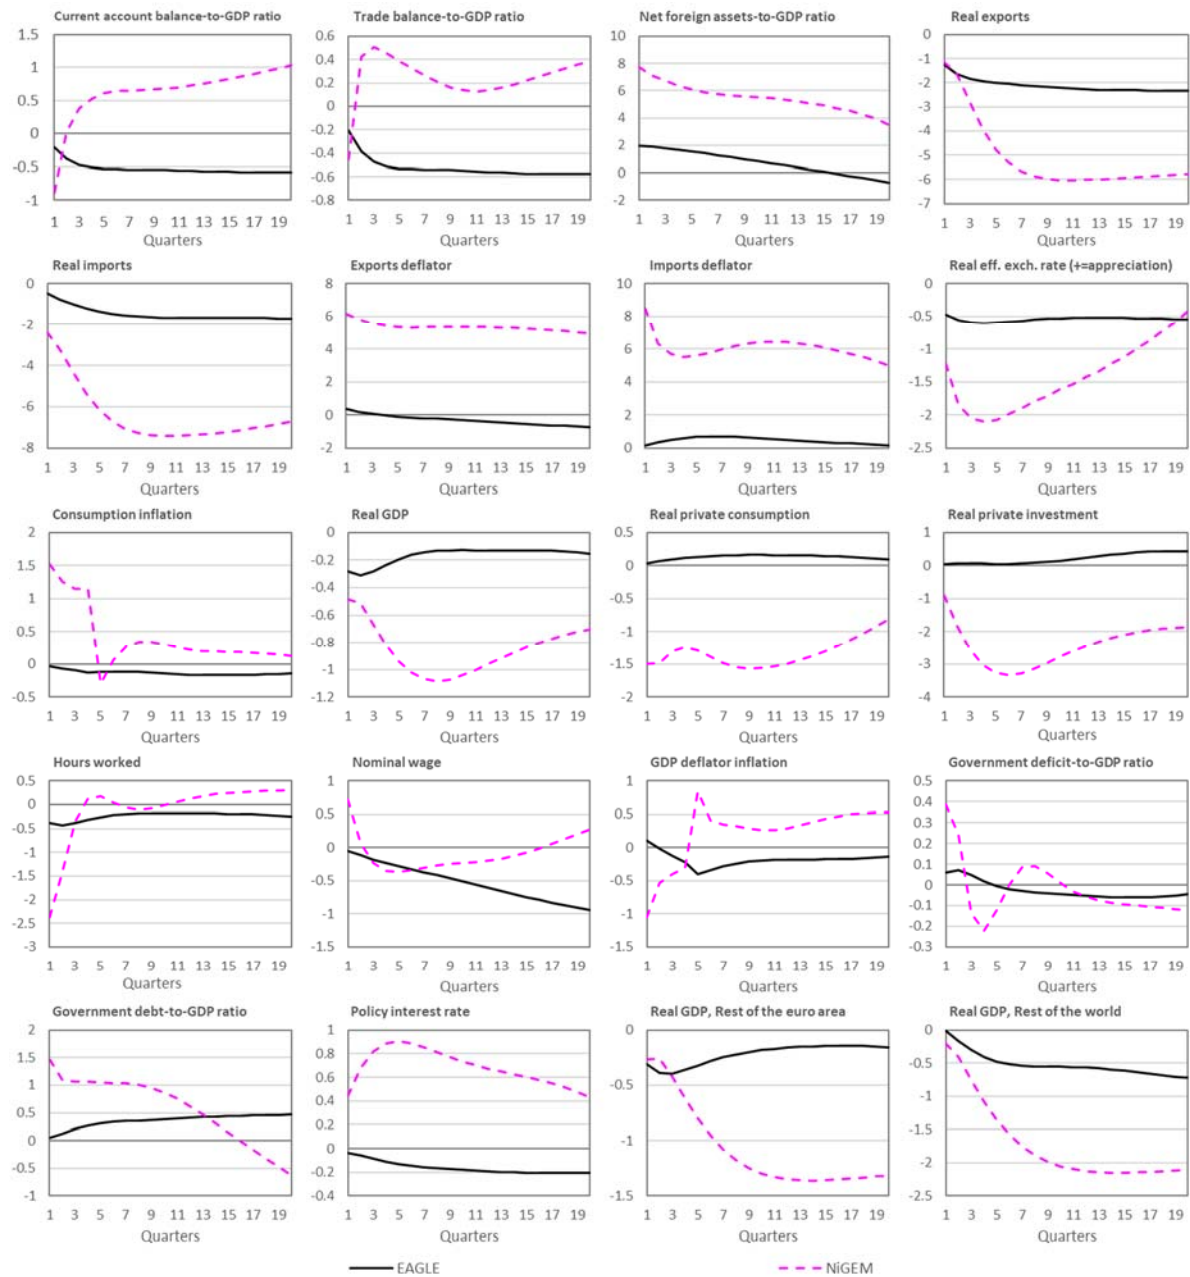 Current account balance-to-GDP ratio
1.5
1
0.5
0
-0.5
-1
1 3 5 7 9 11 13 15 17 19
Quarters
Trade balance-to-GDP ratio
0.6
0.4
0.2
0
-0.2
-0.4
-0.6
-0.8
1 3 5 7 9 11 13 15 17 19
Quarters
Net foreign assets-to-GDP ratio
10
8
6
4
2
0
-2
1 3 5 7 9 11 13 15 17 19
Quarters
Real exports
0
-1
-2
-3
-4
-5
-6
-7
1 3 5 7 9 11 13 15 17 19
Quarters
Real imports
0
-2
-4
-6
-8
1 3 5 7 9 11 13 15 17 19
Quarters
Exports deflator
8
6
4
2
0
-2
1 3 5 7 9 11 13 15 17 19
Quarters
Imports deflator
10
8
6
4
2
0
1 3 5 7 9 11 13 15 17 19
Quarters
Real eff. exch. rate (+=appreciation)
0
-0.5
-1
-1.5
-2
-2.5
1 3 5 7 9 11 13 15 17 19
Quarters
Consumption inflation
2
1.5
1
0.5
0
-0.5
1 3 5 7 9 11 13 15 17 19
Quarters
Real GDP
0
-0.2
-0.4
-0.6
-0.8
-1
-1.2
1 3 5 7 9 11 13 15 17 19
Quarters
Real private consumption
0.5
0
-0.5
-1
-1.5
-2
1 3 5 7 9 11 13 15 17 19
Quarters
Real private investment
1
0
-1
-2
-3
-4
1 3 5 7 9 11 13 15 17 19
Quarters
Hours worked
0.5
0
-0.5
-1
-1.5
-2
-2.5
-3
1 3 5 7 9 11 13 15 17 19
Quarters
Nominal wage
1
0.5
0
-0.5
-1
-1.5
1 3 5 7 9 11 13 15 17 19
Quarters
GDP deflator inflation
1
0.5
0
-0.5
-1
-1.5
1 3 5 7 9 11 13 15 17 19
Quarters
Government deficit-to-GDP ratio
0.5
0.4
0.3
0.2
0.1
0
-0.1
-0.2
-0.3
1 3 5 7 9 11 13 15 17 19
Quarters
Government debt-to-GDP ratio
2
1.5
1
0.5
0
-0.5
-1
1 3 5 7 9 11 13 15 17 19
Quarters
Policy interest rate
1
0.8
0.6
0.4
0.2
0
-0.2
-0.4
1 3 5 7 9 11 13 15 17 19
Quarters
Real GDP, Rest of the euro area
0
-0.5
-1
-1.5
1 3 5 7 9 11 13 15 17 19
Quarters
Real GDP, Rest of the world
0
-0.5
-1
-1.5
-2
-2.5
1 3 5 7 9 11 13 15 17 19
Quarters
EAGLE
NiGEM